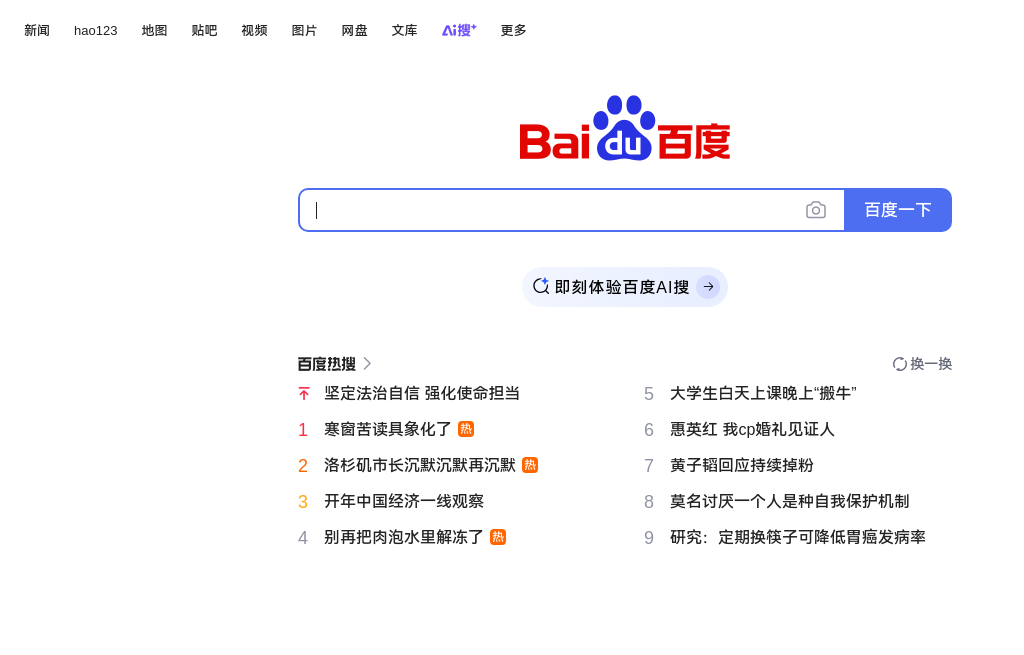 新闻 hao123 地图 贴吧 视频 图片 网盘 文库 Ai搜+ 更多
Bai du 百度
百度一下
即刻体验百度AI搜
百度热搜 换一换
坚定法治自信 强化使命担当
1 寒窗苦读具象化了 热
2 洛杉矶市长沉默沉默再沉默 热
3 开年中国经济一线观察
4 别再把肉泡水里解冻了 热
5 大学生白天上课晚上“搬牛”
6 惠英红 我cp婚礼见证人
7 黄子韬回应持续掉粉
8 莫名讨厌一个人是种自我保护机制
9 研究：定期换筷子可降低胃癌发病率